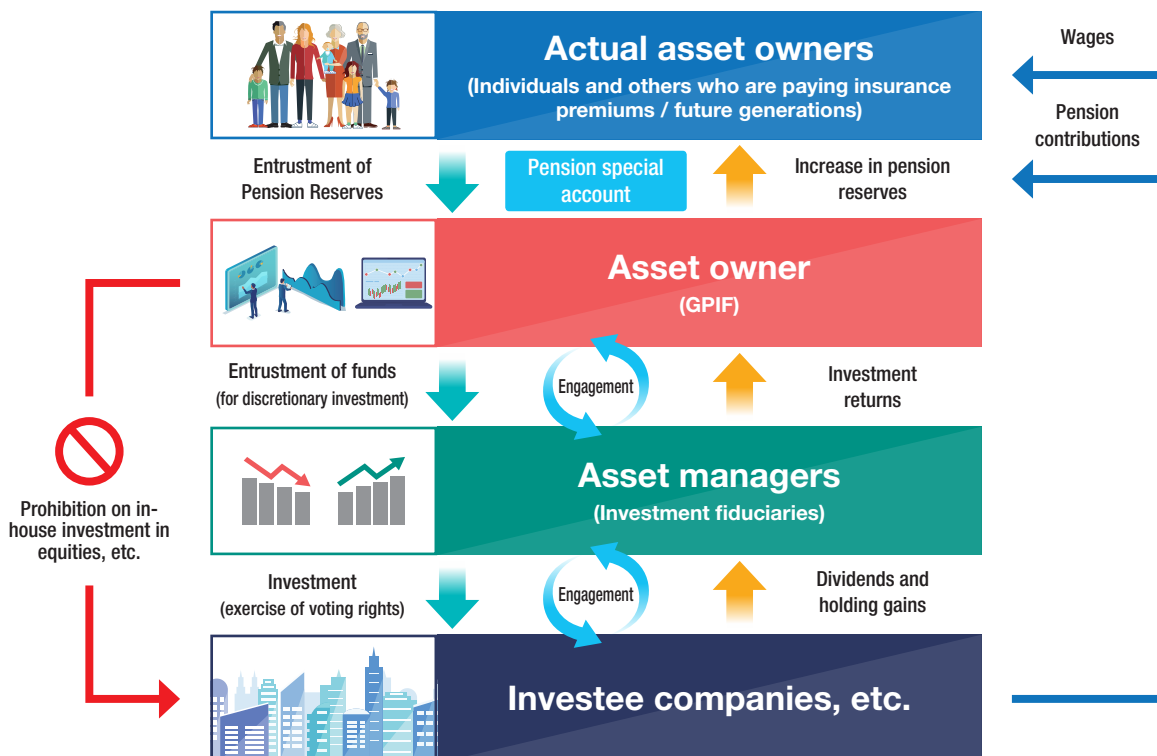 Actual asset owners
(Individuals and others who are paying insurance
premiums / future generations)
Wages
Pension
contributions
Entrustment of
Pension Reserves
Pension special
account
Increase in pension
reserves
Asset owner
(GPIF)
Entrustment of funds
(for discretionary investment)
Engagement
Investment
returns
Prohibition on in-
house investment in
equities, etc.
Asset managers
(Investment fiduciaries)
Investment
(exercise of voting rights)
Engagement
Dividends and
holding gains
Investee companies, etc.